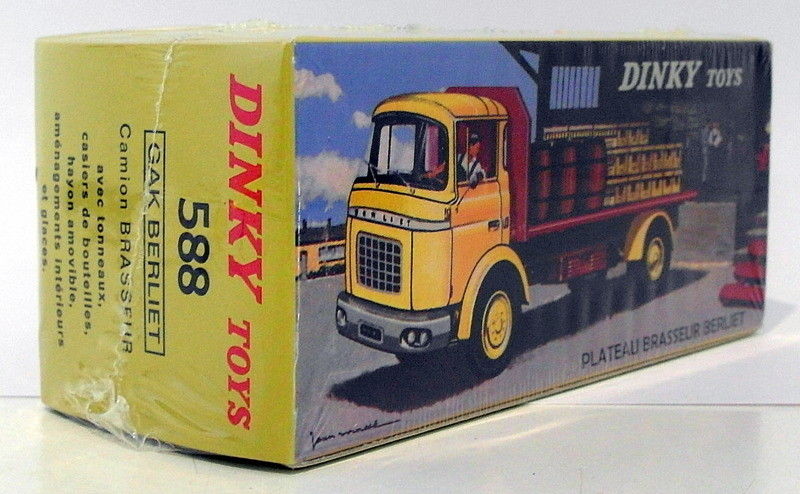 DINKY TOYS
588
GAK BERLIET
Camion BRASSEUR
avec tonneaux,
casiers de bouteilles,
hayon amovible,
aménagements intérieurs
et glaces.
DINKY TOYS
BERLIET
PLATEAU BRASSEUR BERLIET